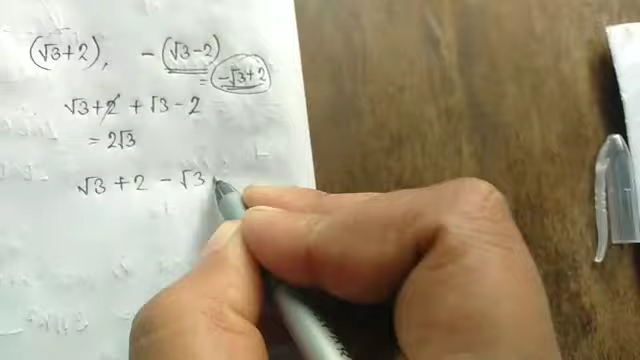 (√3+2), - (√3-2)
= -√3+2
√3+2 + √3-2
= 2√3
√3 + 2 - √3